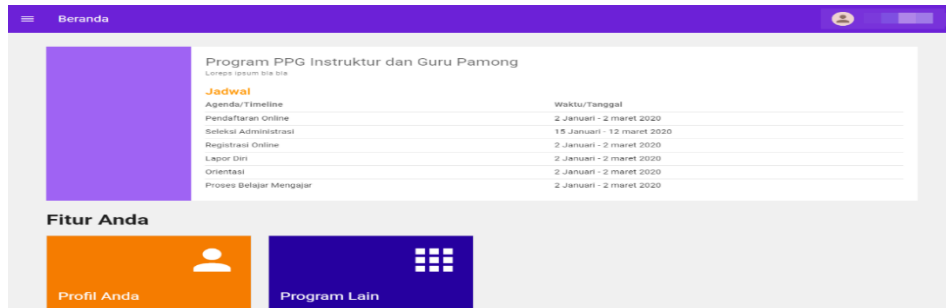 Beranda
Program PPG Instruktur dan Guru Pamong
Loreps ipsum bla bla
Jadwal
Agenda/Timeline Waktu/Tanggal
Pendaftaran Online 2 Januari - 2 maret 2020
Seleksi Administrasi 15 Januari - 12 maret 2020
Registrasi Online 2 Januari - 2 maret 2020
Lapor Diri 2 Januari - 2 maret 2020
Orientasi 2 Januari - 2 maret 2020
Proses Belajar Mengajar 2 Januari - 2 maret 2020
Fitur Anda
Profil Anda
Program Lain